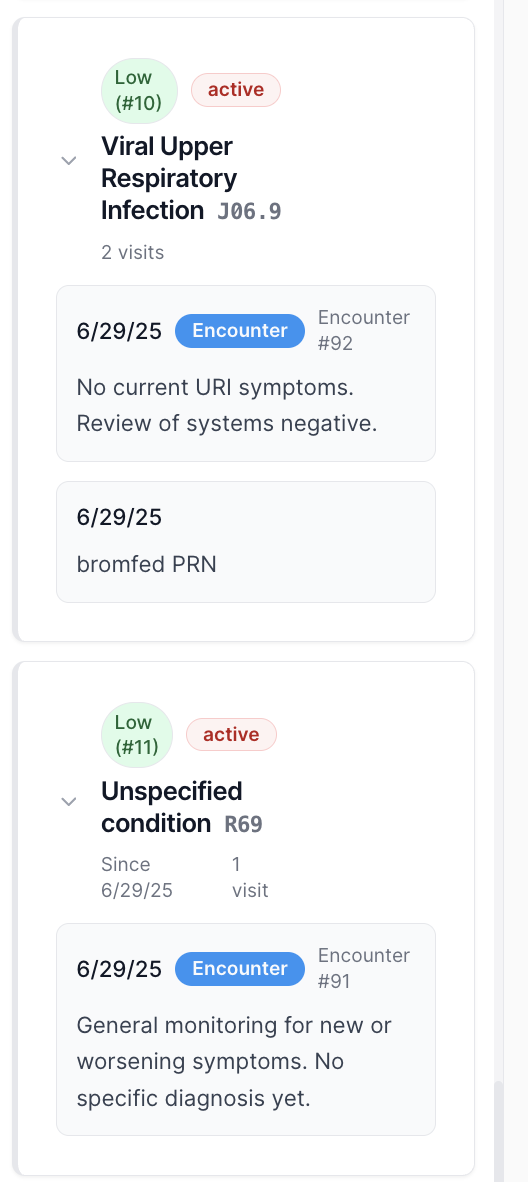 Low
(#10)
active
Viral Upper
Respiratory
Infection J06.9
2 visits
6/29/25 Encounter Encounter
#92
No current URI symptoms.
Review of systems negative.
6/29/25
bromfed PRN
Low
(#11)
active
Unspecified
condition R69
Since
6/29/25
1
visit
6/29/25 Encounter Encounter
#91
General monitoring for new or
worsening symptoms. No
specific diagnosis yet.